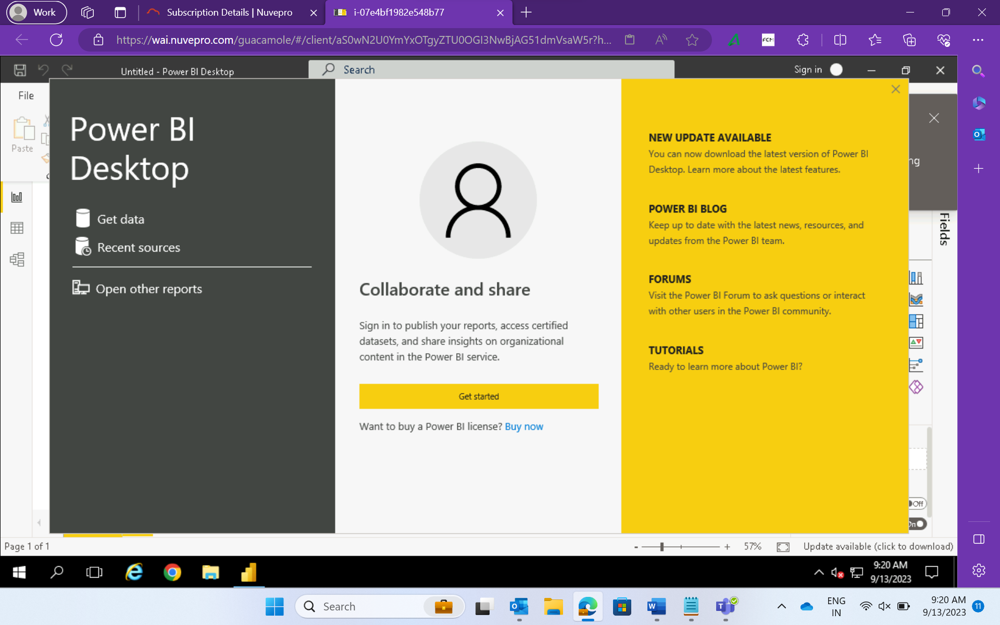 Work
Subscription Details | Nuvepro
i-07e4bf1982e548b77
https://wai.nuvepro.com/guacamole/#/client/aS0wN2U0YmYxOTgyZTU0OGI3NwBjAG51dmVsaW5r?h...
FCM
Untitled - Power BI Desktop
Search
Sign in
File
Paste
Power BI
Desktop
Get data
Recent sources
Open other reports
Collaborate and share
Sign in to publish your reports, access certified
datasets, and share insights on organizational
content in the Power BI service.
Get started
Want to buy a Power BI license? Buy now
NEW UPDATE AVAILABLE
You can now download the latest version of Power BI
Desktop. Learn more about the latest features.
POWER BI BLOG
Keep up to date with the latest news, resources, and
updates from the Power BI team.
FORUMS
Visit the Power BI Forum to ask questions or interact
with other users in the Power BI community.
TUTORIALS
Ready to learn more about Power BI?
ng
Fields
Off
On
Page 1 of 1
- + 57%
Update available (click to download)
9:20 AM
9/13/2023
Search
ENG
IN
9:20 AM
9/13/2023
11